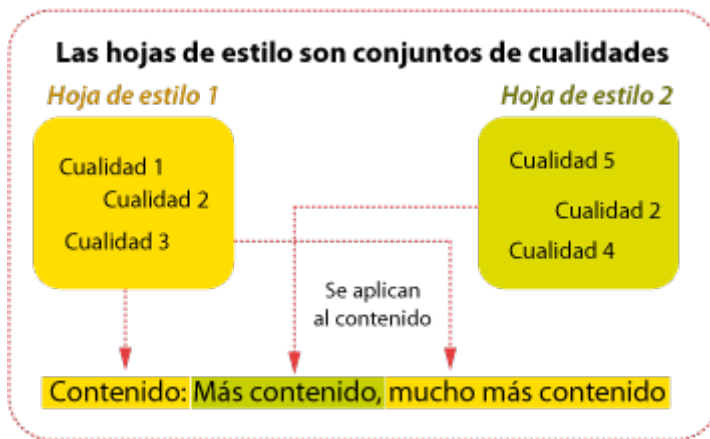 Las hojas de estilo son conjuntos de cualidades
Hoja de estilo 1
Hoja de estilo 2
Cualidad 1
Cualidad 2
Cualidad 3
Cualidad 5
Cualidad 2
Cualidad 4
Se aplican
al contenido
Contenido: Más contenido, mucho más contenido